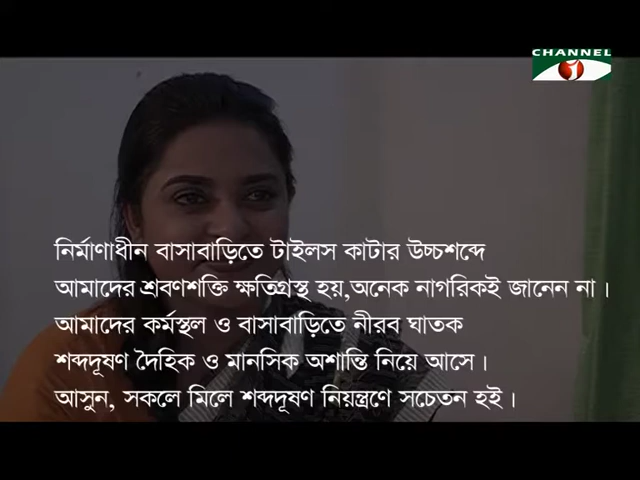 CHANNEL
i
নির্মাণাধীন বাসাবাড়িতে টাইলস কাটার উচ্চশব্দে
আমাদের শ্রবণশক্তি ক্ষতিগ্রস্থ হয়,অনেক নাগরিকই জানেন না।
আমাদের কর্মস্থল ও বাসাবাড়িতে নীরব ঘাতক
শব্দদূষণ দৈহিক ও মানসিক অশান্তি নিয়ে আসে।
আসুন, সকলে মিলে শব্দদূষণ নিয়ন্ত্রণে সচেতন হই।